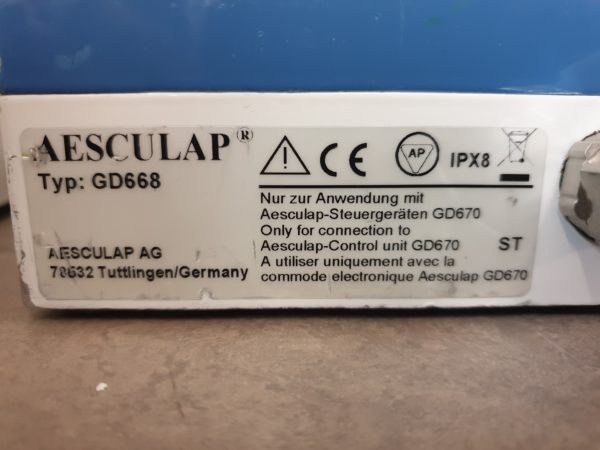 AESCULAP®
Typ: GD668
AESCULAP AG
78532 Tuttlingen/Germany
CE
AP
IPX8
Nur zur Anwendung mit
Aesculap-Steuergeräten GD670
Only for connection to
Aesculap-Control unit GD670
ST
A utiliser uniquement avec la
commode electronique Aesculap GD670